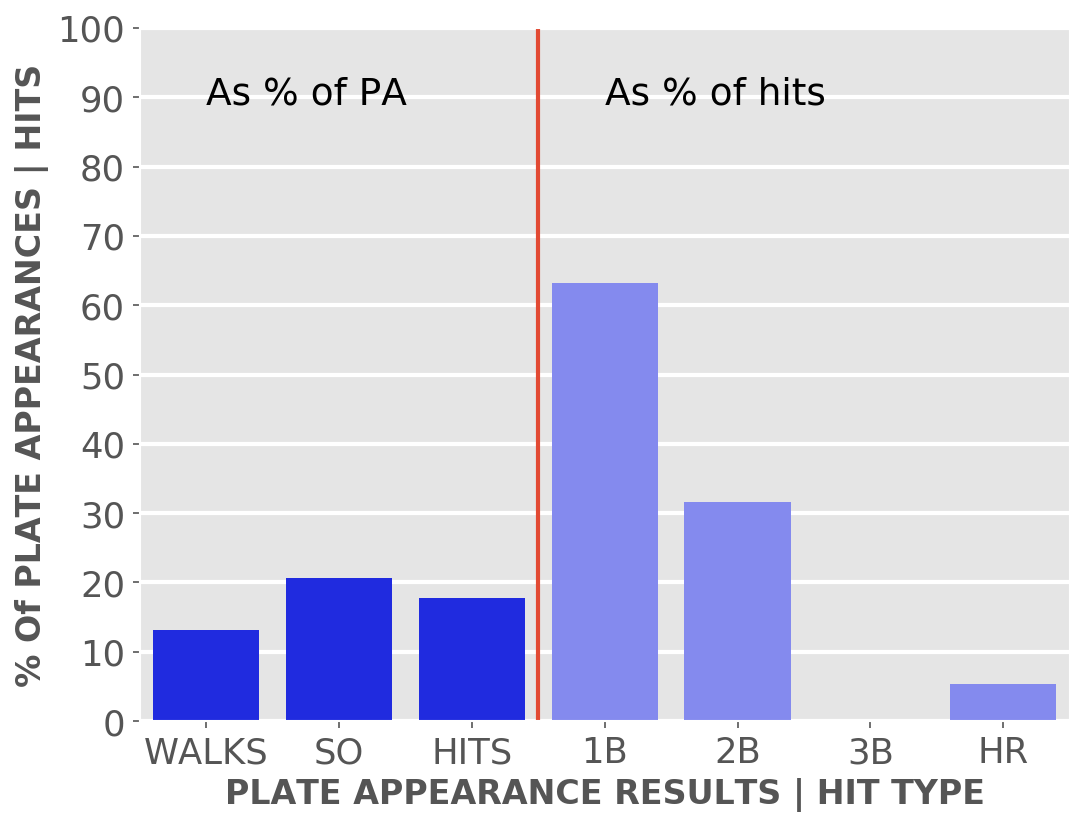 % Of PLATE APPEARANCES | HITS
100
90
80
70
60
50
40
30
20
10
0
As % of PA
As % of hits
WALKS SO HITS 1B 2B 3B HR
PLATE APPEARANCE RESULTS | HIT TYPE